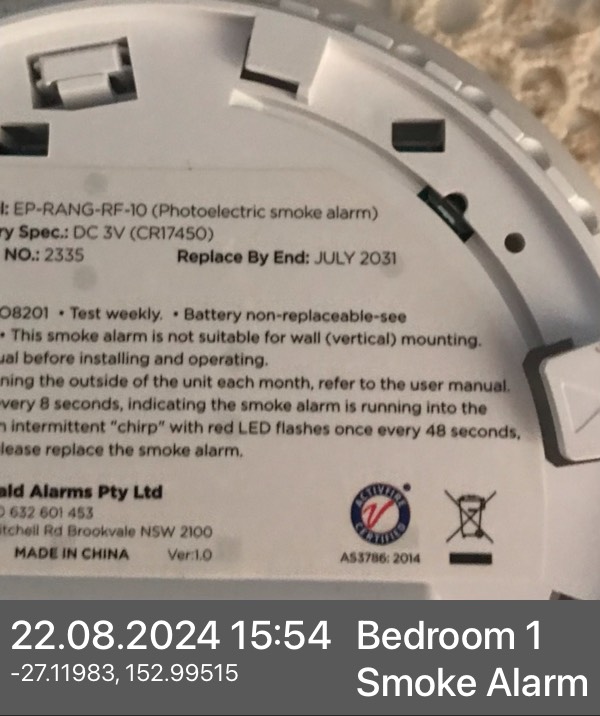 l: EP-RANG-RF-10 (Photoelectric smoke alarm)
ry Spec.: DC 3V (CR17450)
NO.: 2335 Replace By End: JULY 2031
O8201 • Test weekly. • Battery non-replaceable-see
• This smoke alarm is not suitable for wall (vertical) mounting.
ual before installing and operating.
ning the outside of the unit each month, refer to the user manual.
very 8 seconds, indicating the smoke alarm is running into the
n intermittent "chirp" with red LED flashes once every 48 seconds,
lease replace the smoke alarm.
ald Alarms Pty Ltd
632 601 453
itchell Rd Brookvale NSW 2100
MADE IN CHINA Ver:1.0
ACTIVFIRE
CERTIFIED
AS3786: 2014
22.08.2024 15:54
-27.11983, 152.99515
Bedroom 1
Smoke Alarm